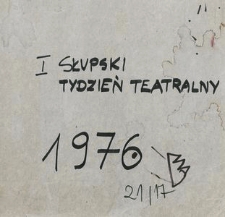 I SŁUPSKI
TYDZIEŃ TEATRALNY
1976
21/17